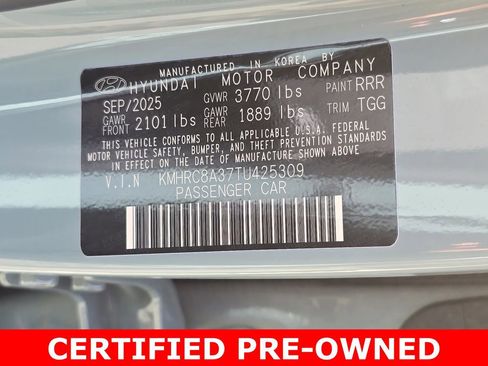 MANUFACTURED IN KOREA BY
HYUNDAI MOTOR COMPANY
SEP/2025 GVWR 3770 lbs PAINT RRR
GAWR FRONT 2101 lbs GAWR REAR 1889 lbs TRIM TGG
THIS VEHICLE CONFORMS TO ALL APPLICABLE U.S.A. FEDERAL
MOTOR VEHICLE SAFETY, BUMPER, AND THEFT PREVENTION STANDARDS
IN EFFECT ON THE DATE OF MANUFACTURE SHOWN ABOVE.
V.I.N KMHRC8A37TU425309
PASSENGER CAR
CERTIFIED PRE-OWNED